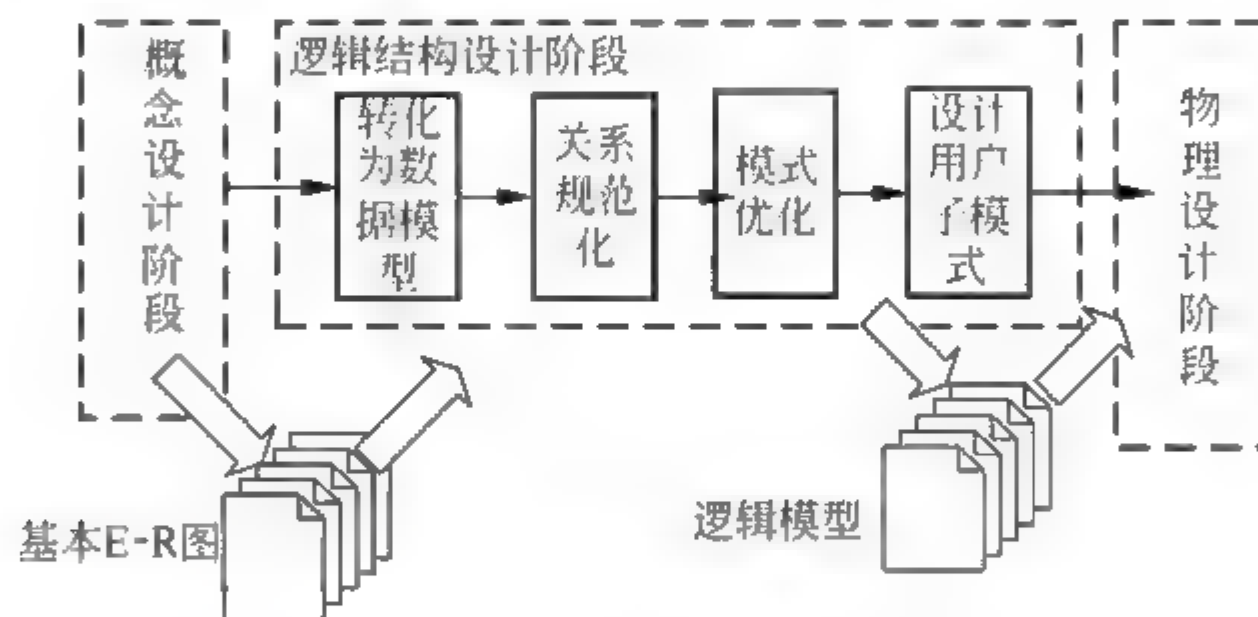 概
念
设
计
阶
段
逻辑结构设计阶段
转化
为数
据模
型
关系
规范
化
模式
优化
设计
用户
子模
式
物
理
设
计
阶
段
基本E-R图
逻辑模型